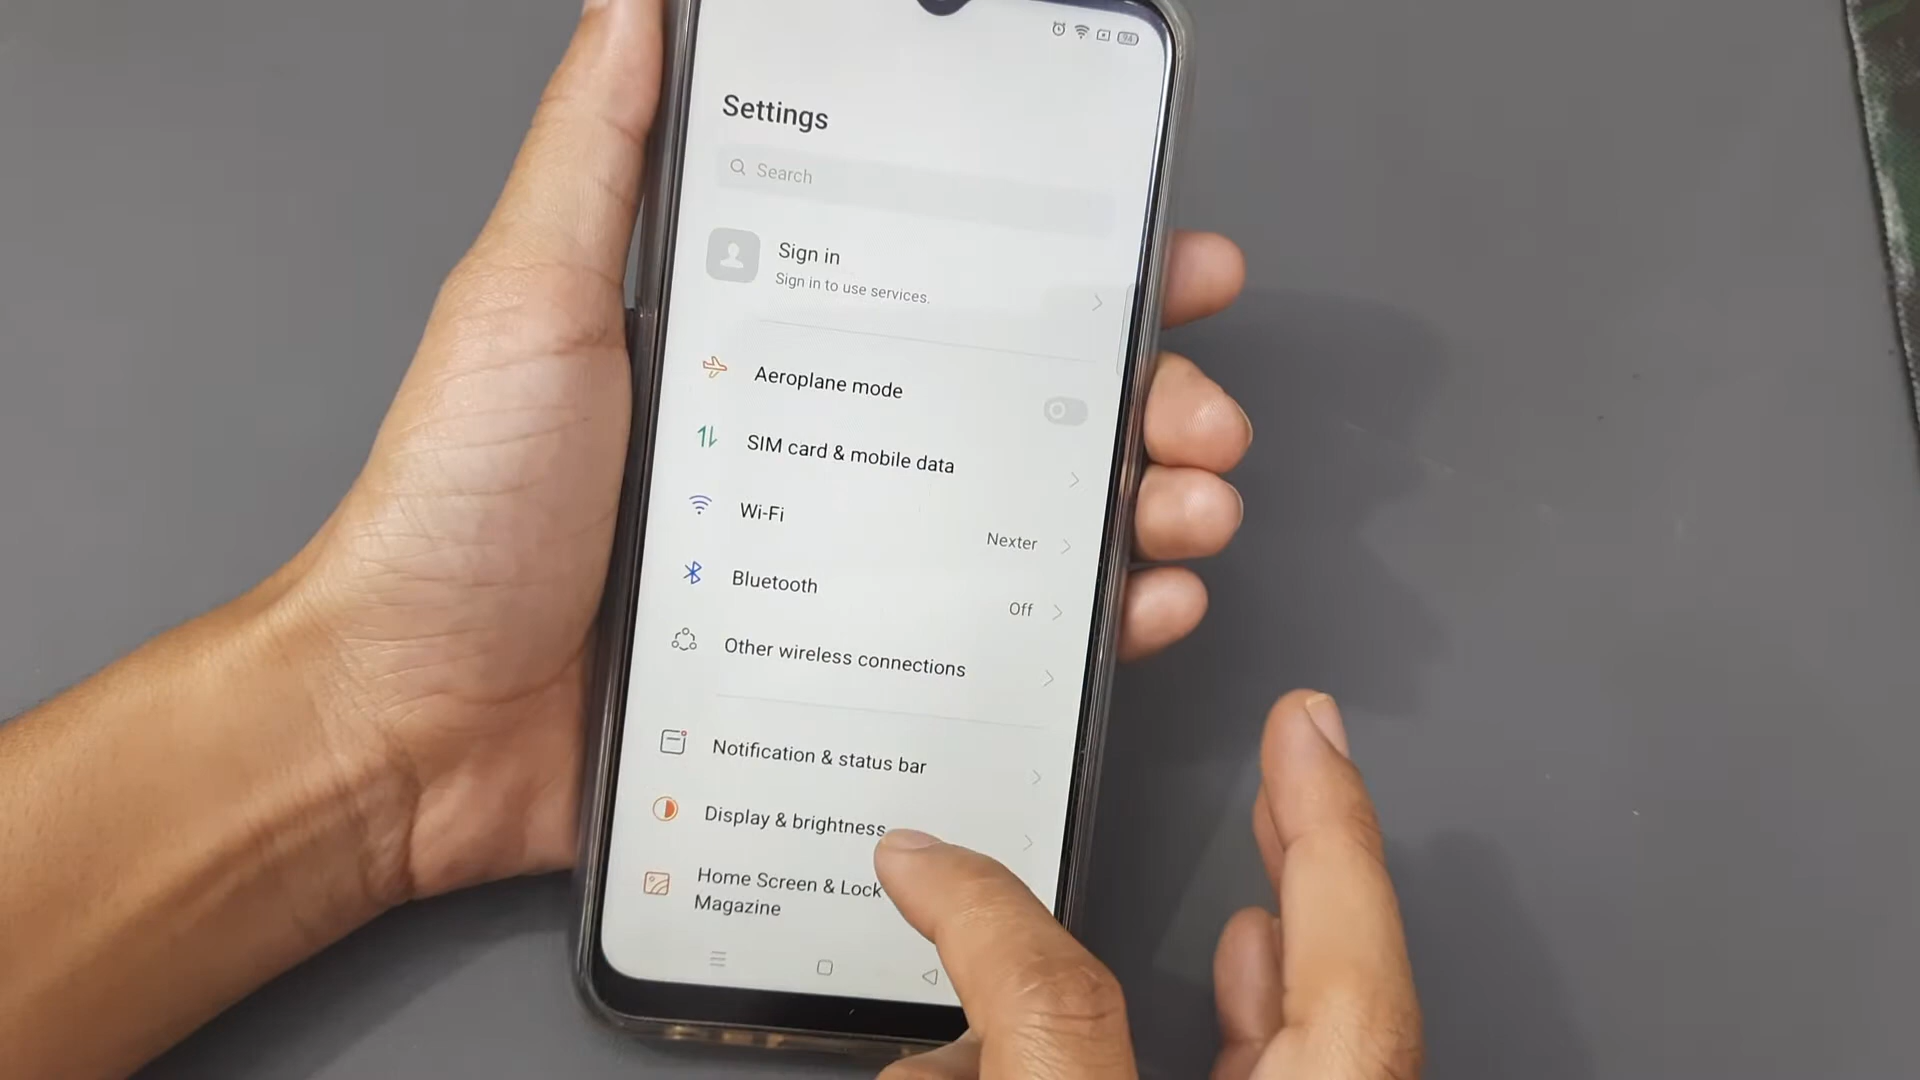 94
Settings
Search
Sign in
Sign in to use services.
Aeroplane mode
SIM card & mobile data
Wi-Fi
Nexter
Bluetooth
Off
Other wireless connections
Notification & status bar
Display & brightness
Home Screen & Lock
Magazine